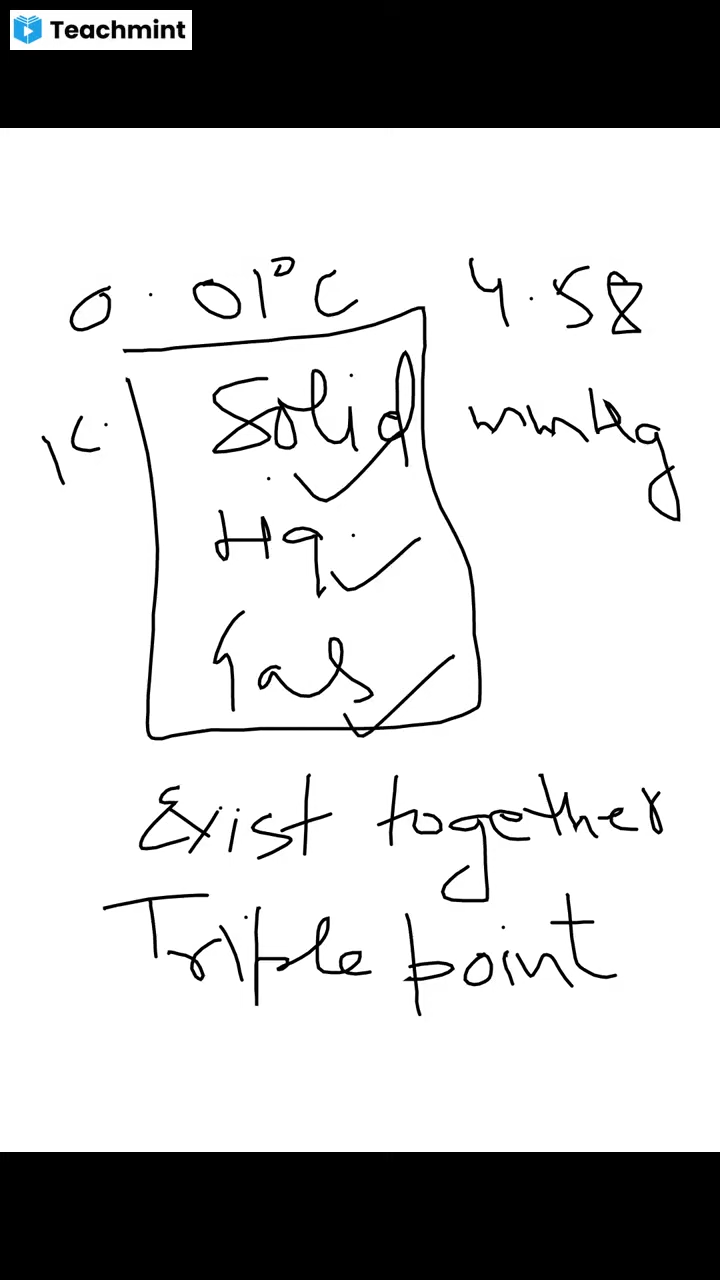 Teachmint
0.01°C 4.58
Solid mmHg
K
liq.
Gas
Exist together
Triple point